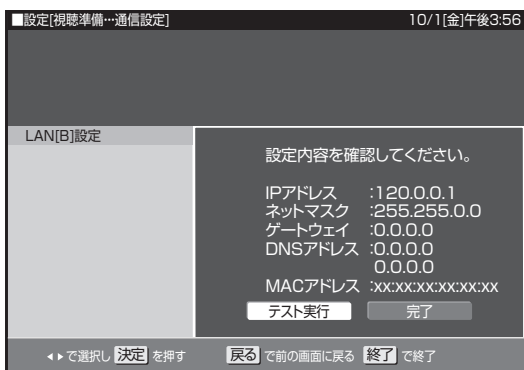 ■設定[視聴準備…通信設定] 10/1[金]午後3:56
LAN[B]設定
設定内容を確認してください。
IPアドレス :120.0.0.1
ネットマスク :255.255.0.0
ゲートウェイ :0.0.0.0
DNSアドレス :0.0.0.0
0.0.0.0
MACアドレス :xx:xx:xx:xx:xx:xx
テスト実行 完了
で選択し 決定 を押す 戻る で前の画面に戻る 終了 で終了